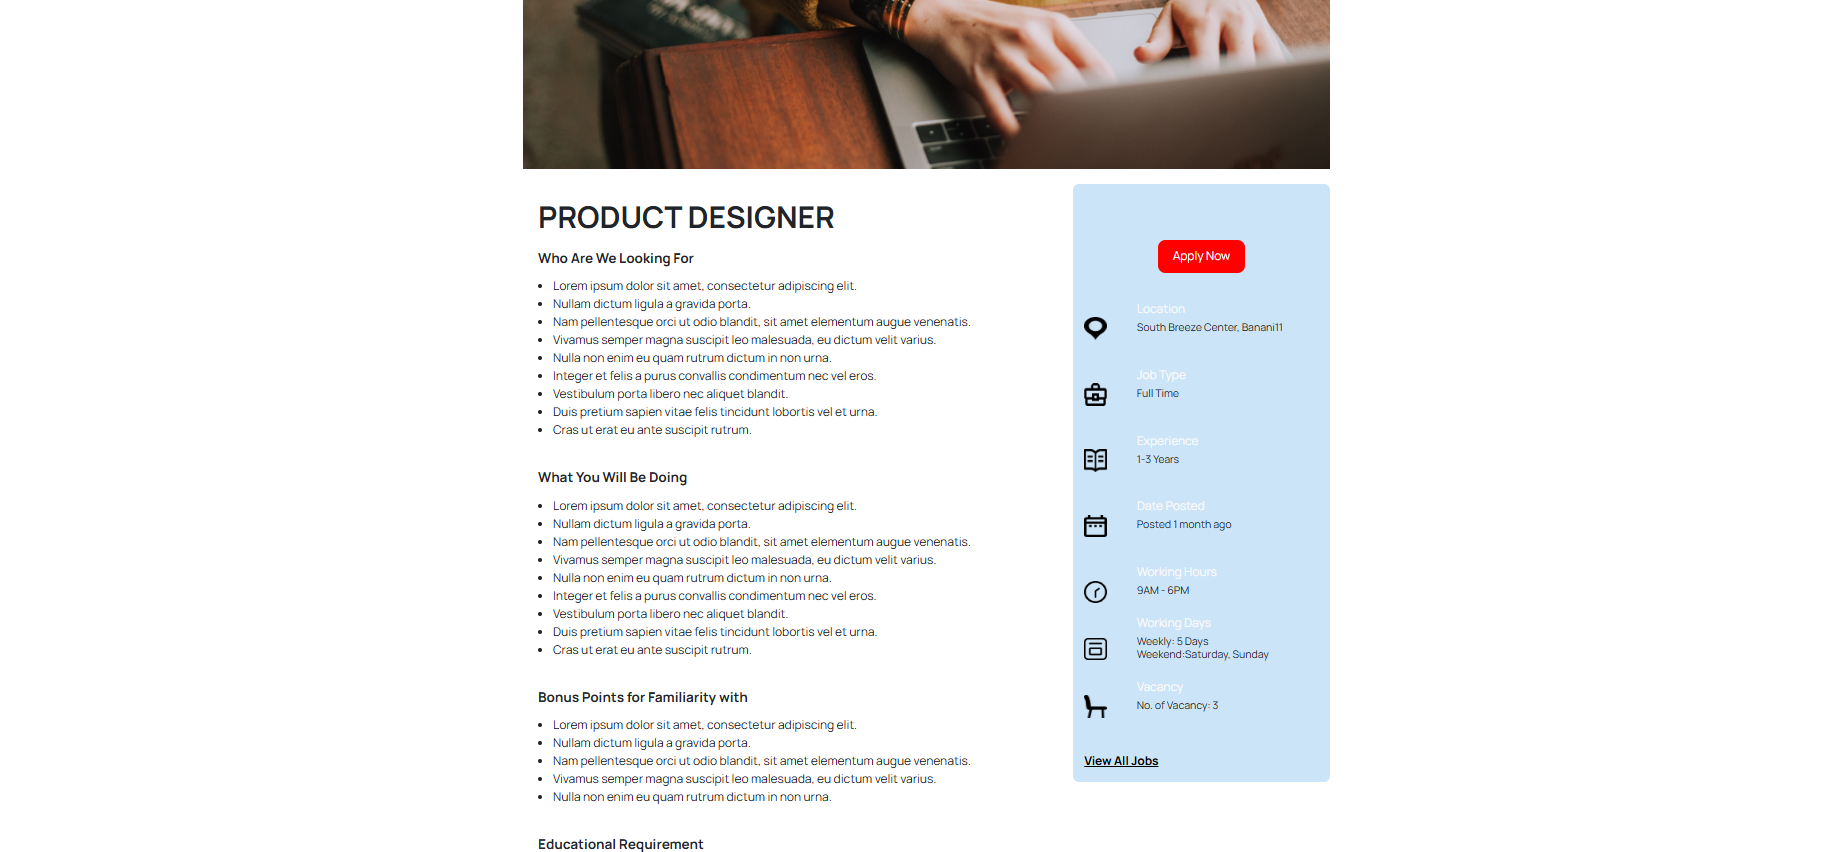 PRODUCT DESIGNER
Who Are We Looking For
Lorem ipsum dolor sit amet, consectetur adipiscing elit.
Nullam dictum ligula a gravida porta.
Nam pellentesque orci ut odio blandit, sit amet elementum augue venenatis.
Vivamus semper magna suscipit leo malesuada, eu dictum velit varius.
Nulla non enim eu quam rutrum dictum in non urna.
Integer et felis a purus convallis condimentum nec vel eros.
Vestibulum porta libero nec aliquet blandit.
Duis pretium sapien vitae felis tincidunt lobortis vel et urna.
Cras ut erat eu ante suscipit rutrum.
What You Will Be Doing
Lorem ipsum dolor sit amet, consectetur adipiscing elit.
Nullam dictum ligula a gravida porta.
Nam pellentesque orci ut odio blandit, sit amet elementum augue venenatis.
Vivamus semper magna suscipit leo malesuada, eu dictum velit varius.
Nulla non enim eu quam rutrum dictum in non urna.
Integer et felis a purus convallis condimentum nec vel eros.
Vestibulum porta libero nec aliquet blandit.
Duis pretium sapien vitae felis tincidunt lobortis vel et urna.
Cras ut erat eu ante suscipit rutrum.
Bonus Points for Familiarity with
Lorem ipsum dolor sit amet, consectetur adipiscing elit.
Nullam dictum ligula a gravida porta.
Nam pellentesque orci ut odio blandit, sit amet elementum augue venenatis.
Vivamus semper magna suscipit leo malesuada, eu dictum velit varius.
Nulla non enim eu quam rutrum dictum in non urna.
Educational Requirement
Apply Now
Location
South Breeze Center, Banani11
Job Type
Full Time
Experience
1-3 Years
Date Posted
Posted 1 month ago
Working Hours
9AM - 6PM
Working Days
Weekly: 5 Days
Weekend:Saturday, Sunday
Vacancy
No. of Vacancy: 3
View All Jobs